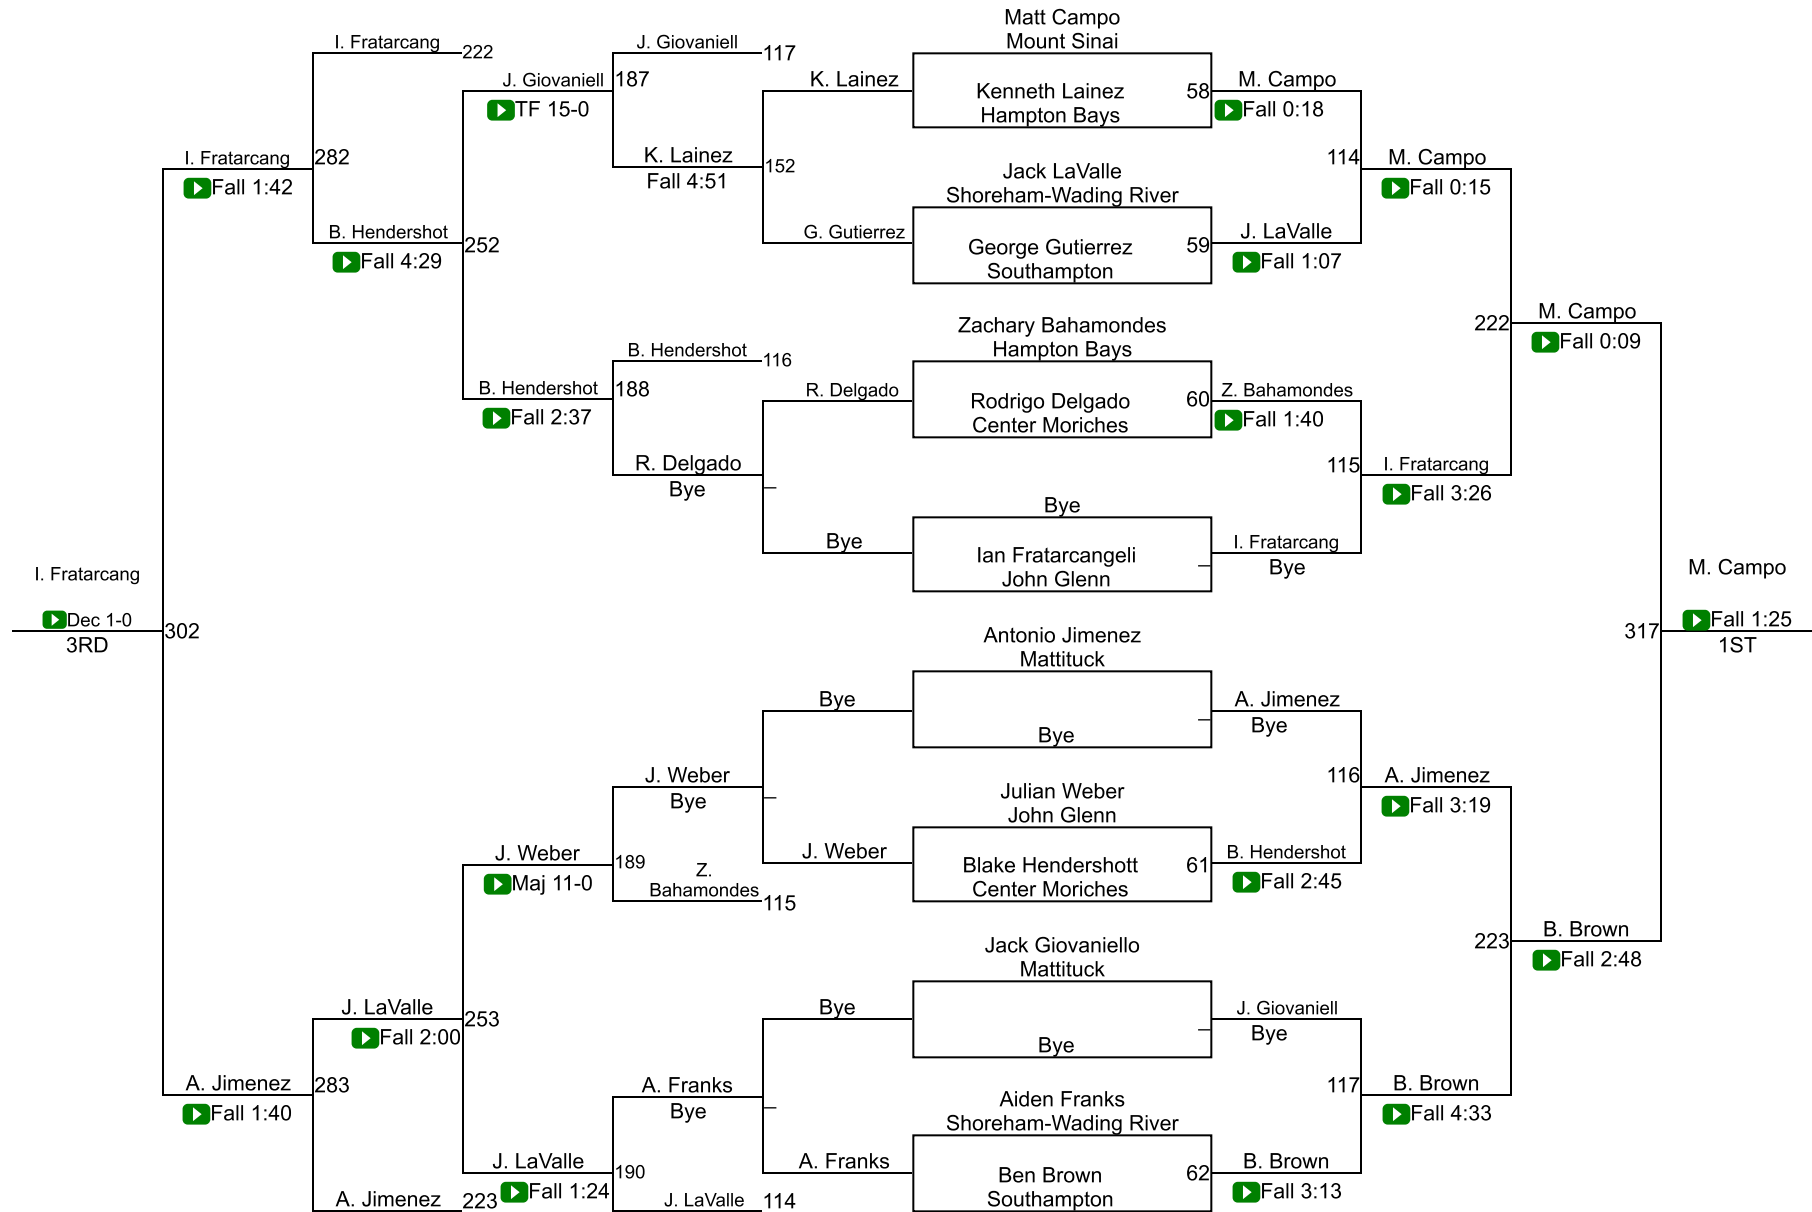 Matt Campo
Mount Sinai
I. Fratarcang
222
J. Giovaniell
117
J. Giovaniell
187
TF 15-0
K. Lainez
Kenneth Lainez
58
Hampton Bays
M. Campo
Fall 0:18
I. Fratarcang
282
Fall 1:42
K. Lainez
152
Fall 4:51
Jack LaValle
Shoreham-Wading River
114
M. Campo
Fall 0:15
B. Hendershot
252
Fall 4:29
G. Gutierrez
George Gutierrez
59
Southampton
J. LaValle
Fall 1:07
Zachary Bahamondes
Hampton Bays
222
M. Campo
Fall 0:09
B. Hendershot
116
B. Hendershot
188
Fall 2:37
R. Delgado
Rodrigo Delgado
60
Center Moriches
Z. Bahamondes
Fall 1:40
R. Delgado
Bye
115
I. Fratarcang
Fall 3:26
Bye
Bye
Ian Fratarcangeli
John Glenn
I. Fratarcang
Bye
I. Fratarcang
Dec 1-0
3RD
302
M. Campo
317
Fall 1:25
1ST
Antonio Jimenez
Mattituck
Bye
Bye
A. Jimenez
Bye
J. Weber
Bye
Julian Weber
John Glenn
116
A. Jimenez
Fall 3:19
J. Weber
189
Maj 11-0
Z.
Bahamondes
115
J. Weber
Blake Hendershott
61
Center Moriches
B. Hendershot
Fall 2:45
Jack Giovaniello
Mattituck
223
B. Brown
Fall 2:48
J. LaValle
253
Fall 2:00
Bye
Bye
J. Giovaniell
Bye
A. Jimenez
283
Fall 1:40
A. Franks
Bye
Aiden Franks
Shoreham-Wading River
117
B. Brown
Fall 4:33
J. LaValle
190
Fall 1:24
A. Franks
Ben Brown
62
Southampton
B. Brown
Fall 3:13
A. Jimenez
223
J. LaValle
114